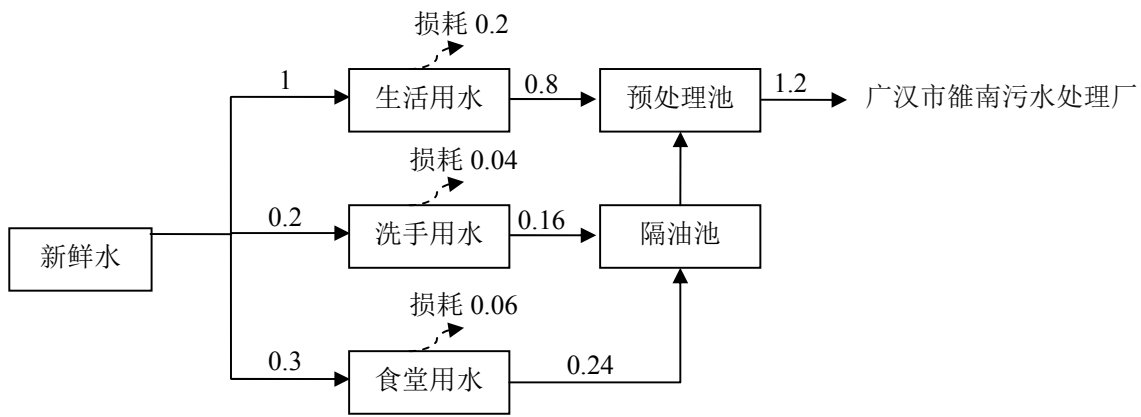 损耗 0.2
1
生活用水
0.8
预处理池
1.2
广汉市雒南污水处理厂
损耗 0.04
新鲜水
0.2
洗手用水
0.16
隔油池
损耗 0.06
0.3
食堂用水
0.24